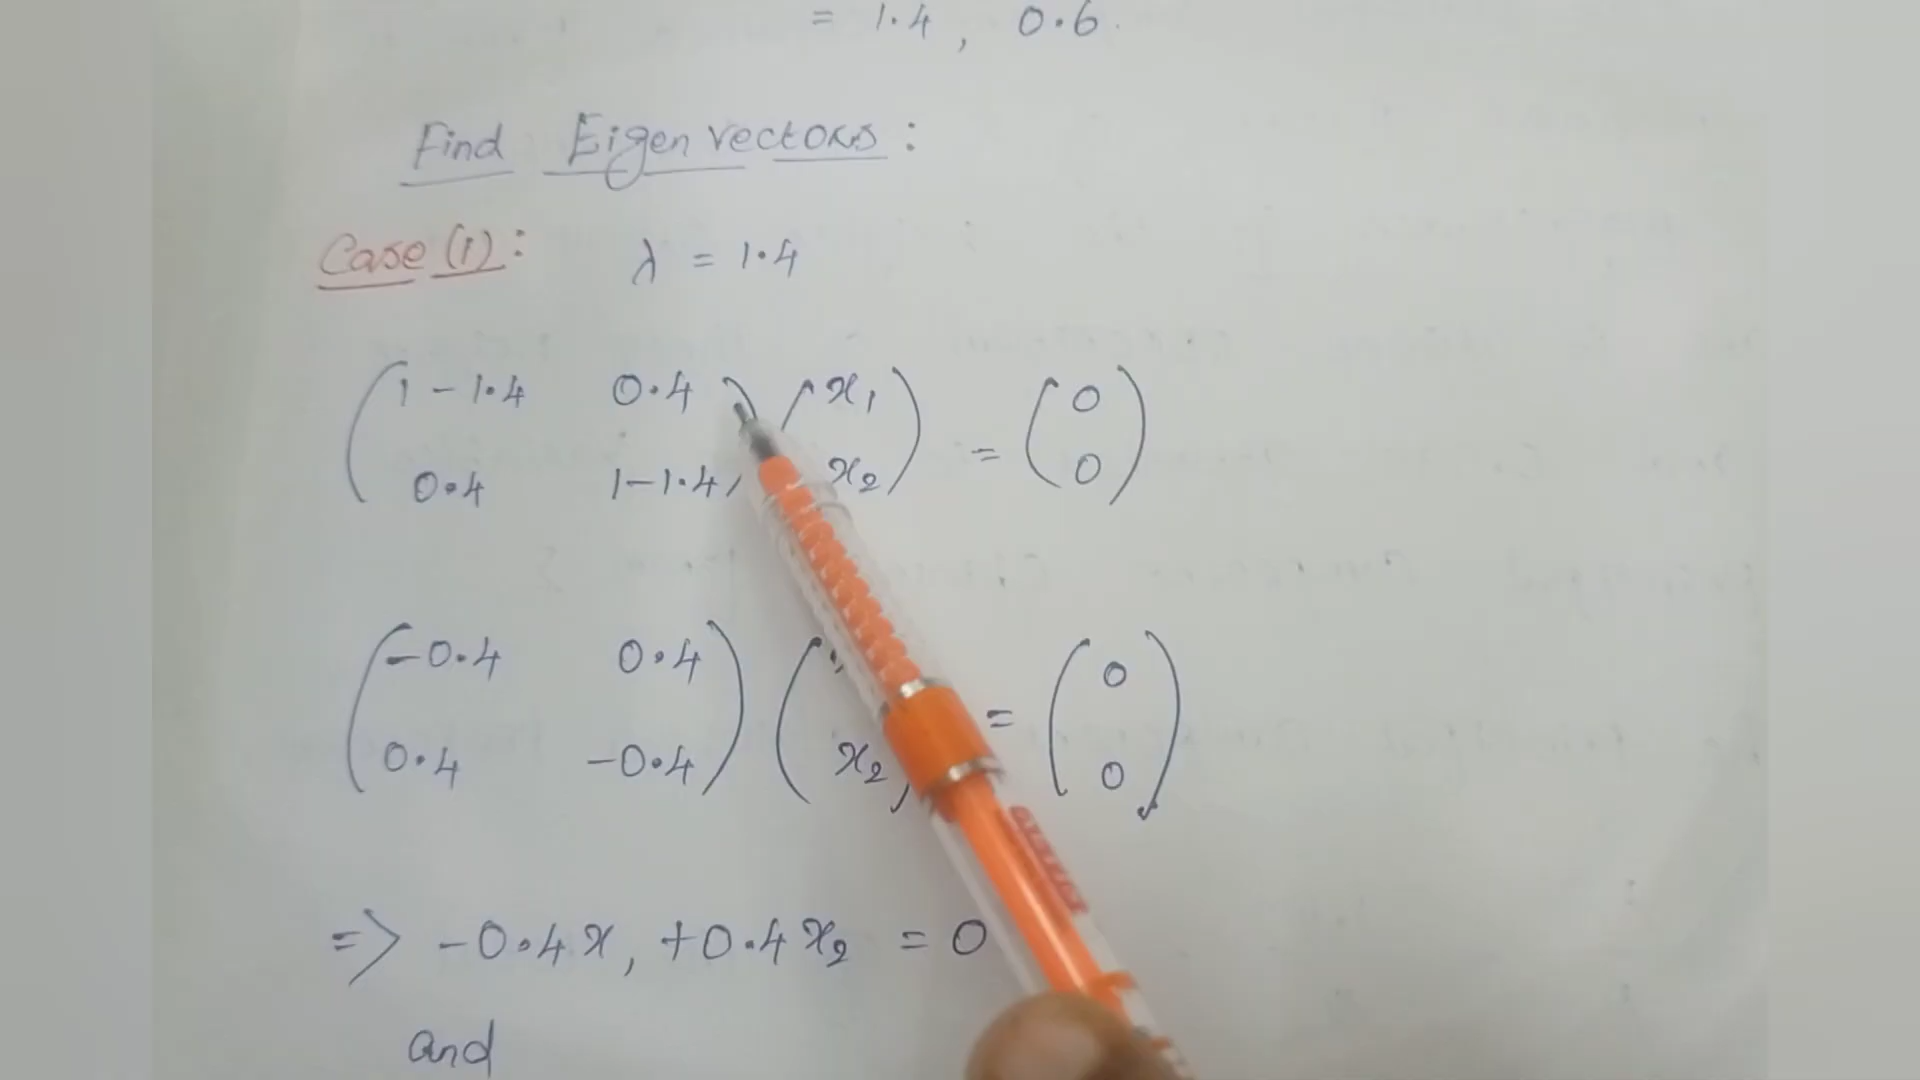 = 1.4 , 0.6
Find Eigen vectors :
Case (1) : λ = 1.4
( 1 - 1.4 0.4 ) ( x₁ ) = ( 0 )
( 0.4 1 - 1.4 ) ( x₂ ) ( 0 )
( -0.4 0.4 ) ( = ( 0 )
( 0.4 -0.4 ) ( x₂ ) ( 0 )
=> -0.4 x₁ + 0.4 x₂ = 0
and